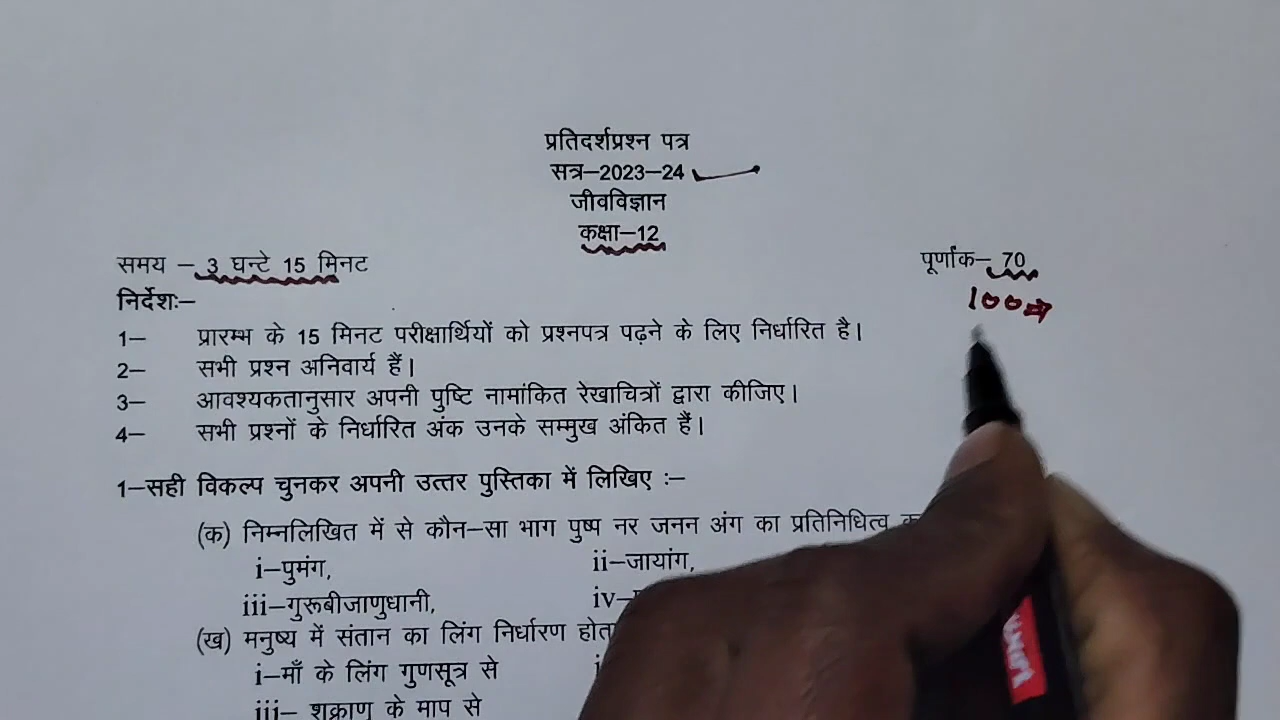 प्रतिदर्शप्रश्न पत्र
सत्र–2023–24
जीवविज्ञान
कक्षा–12
समय – 3 घन्टे 15 मिनट पूर्णांक– 70
100
निर्देशः–
1– प्रारम्भ के 15 मिनट परीक्षार्थियों को प्रश्नपत्र पढ़ने के लिए निर्धारित है।
2– सभी प्रश्न अनिवार्य हैं।
3– आवश्यकतानुसार अपनी पुष्टि नामांकित रेखाचित्रों द्वारा कीजिए।
4– सभी प्रश्नों के निर्धारित अंक उनके सम्मुख अंकित हैं।
1–सही विकल्प चुनकर अपनी उत्तर पुस्तिका में लिखिए :–
(क) निम्नलिखित में से कौन–सा भाग पुष्प नर जनन अंग का प्रतिनिधित्व
i–पुमंग, ii–जायांग,
iii–गुरूबीजाणुधानी, iv–
(ख) मनुष्य में संतान का लिंग निर्धारण
i–माँ के लिंग गुणसूत्र से
iii– शुक्राणु के माप से